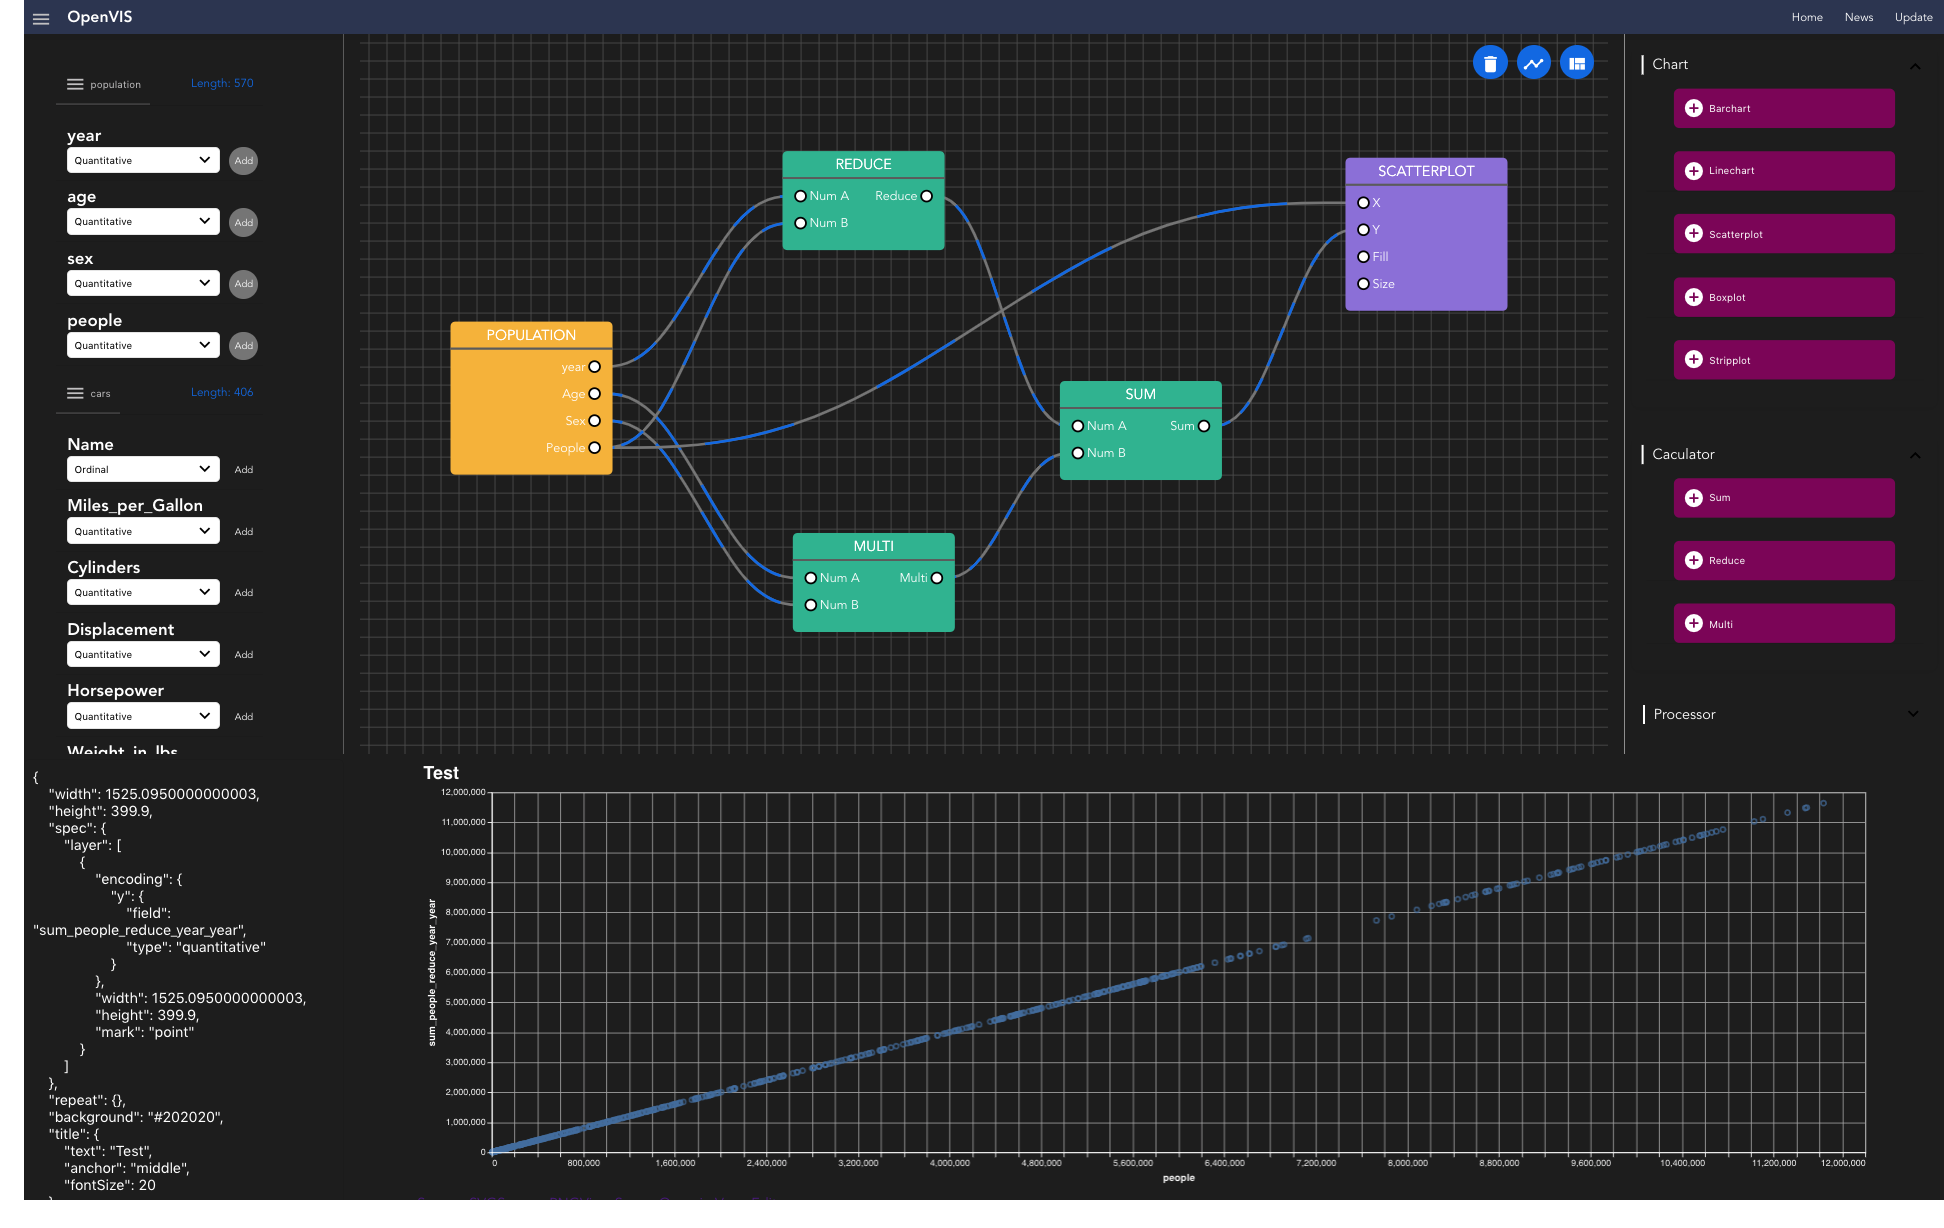 OpenVIS
Home News Update
population Length: 570
year
Quantitative Add
age
Quantitative Add
sex
Quantitative Add
people
Quantitative Add
cars Length: 406
Name
Ordinal Add
Miles_per_Gallon
Quantitative Add
Cylinders
Quantitative Add
Displacement
Quantitative Add
Horsepower
Quantitative Add
Weight_in_lbs
POPULATION
year
Age
Sex
People
REDUCE
Num A Reduce
Num B
MULTI
Num A Multi
Num B
SUM
Num A Sum
Num B
SCATTERPLOT
X
Y
Fill
Size
Chart
Barchart
Linechart
Scatterplot
Boxplot
Stripplot
Caculator
Sum
Reduce
Multi
Processor
{
"width": 1525.0950000000003,
"height": 399.9,
"spec": {
"layer": [
{
"encoding": {
"y": {
"field":
"sum_people_reduce_year_year",
"type": "quantitative"
}
},
"width": 1525.0950000000003,
"height": 399.9,
"mark": "point"
}
]
},
"repeat": {},
"background": "#202020",
"title": {
"text": "Test",
"anchor": "middle",
"fontSize": 20
Test
sum_people_reduce_year_year
12,000,000
11,000,000
10,000,000
9,000,000
8,000,000
7,000,000
6,000,000
5,000,000
4,000,000
3,000,000
2,000,000
1,000,000
0
0 800,000 1,600,000 2,400,000 3,200,000 4,000,000 4,800,000 5,600,000 6,400,000 7,200,000 8,000,000 8,800,000 9,600,000 10,400,000 11,200,000 12,000,000
people